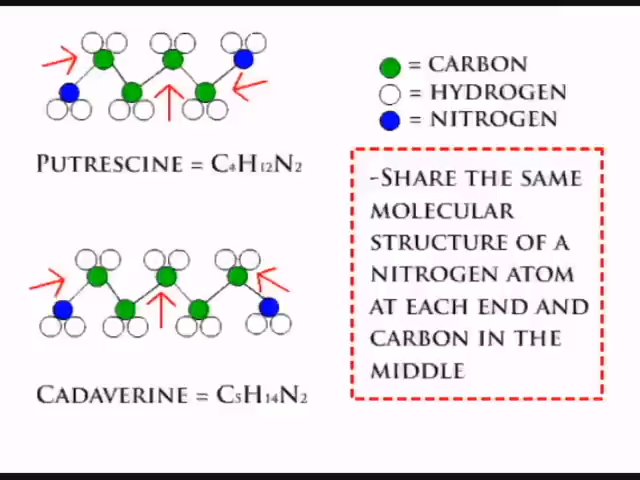 = Carbon
= Hydrogen
= Nitrogen
Putrescine = C4H12N2
-Share the same
molecular
structure of a
nitrogen atom
at each end and
carbon in the
middle
Cadaverine = C5H14N2